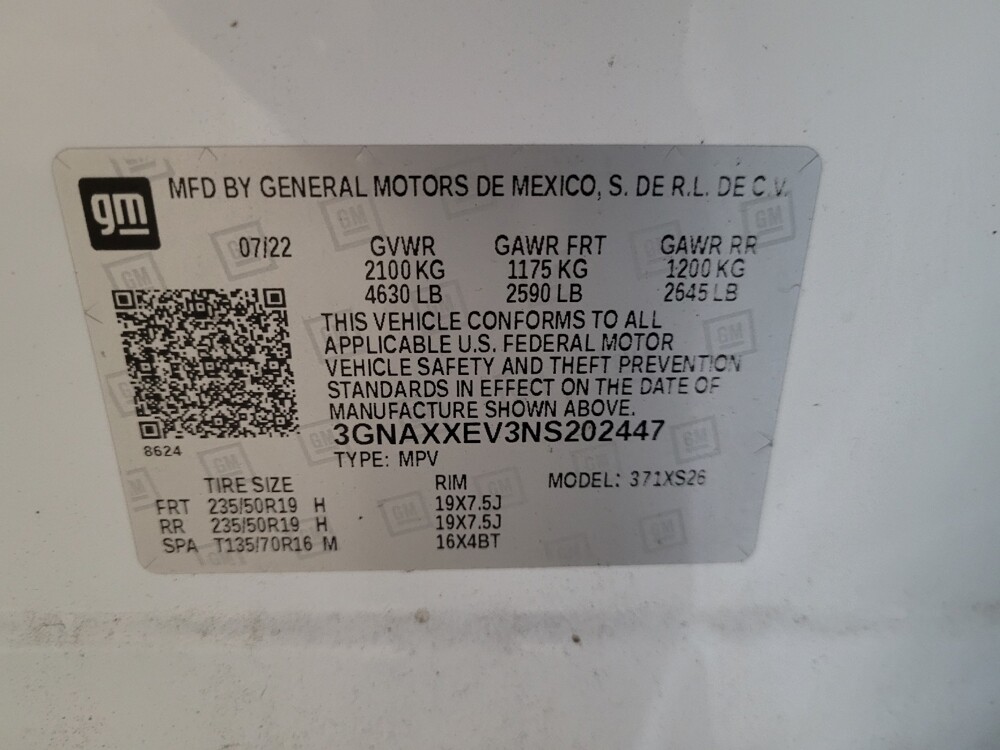 gm MFD BY GENERAL MOTORS DE MEXICO, S. DE R.L. DE C.V.
07/22 GVWR GAWR FRT GAWR RR
2100 KG 1175 KG 1200 KG
4630 LB 2590 LB 2645 LB
THIS VEHICLE CONFORMS TO ALL
APPLICABLE U.S. FEDERAL MOTOR
VEHICLE SAFETY AND THEFT PREVENTION
STANDARDS IN EFFECT ON THE DATE OF
MANUFACTURE SHOWN ABOVE.
3GNAXXEV3NS202447
8624
TYPE: MPV
TIRE SIZE RIM MODEL: 371XS26
FRT 235/50R19 H 19X7.5J
RR 235/50R19 H 19X7.5J
SPA T135/70R16 M 16X4BT